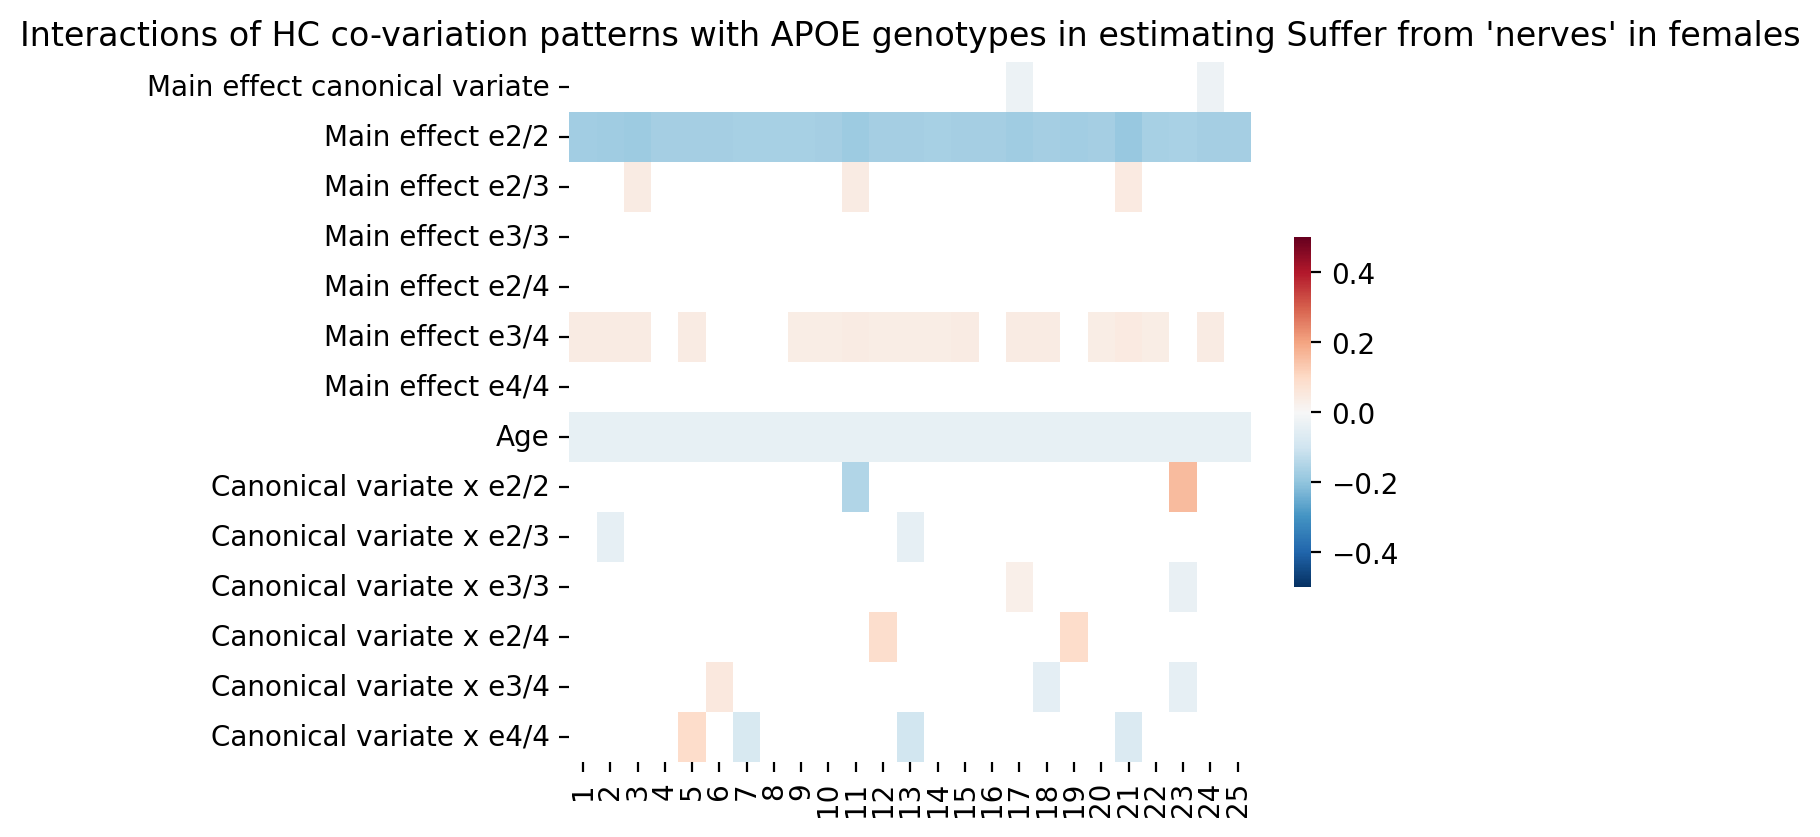 Interactions of HC co-variation patterns with APOE genotypes in estimating Suffer from 'nerves' in females
Main effect canonical variate
Main effect e2/2
Main effect e2/3
Main effect e3/3
Main effect e2/4
Main effect e3/4
Main effect e4/4
Age
Canonical variate x e2/2
Canonical variate x e2/3
Canonical variate x e3/3
Canonical variate x e2/4
Canonical variate x e3/4
Canonical variate x e4/4
0.4
0.2
0.0
−0.2
−0.4
1 2 3 4 5 6 7 8 9 10 11 12 13 14 15 16 17 18 19 20 21 22 23 24 25